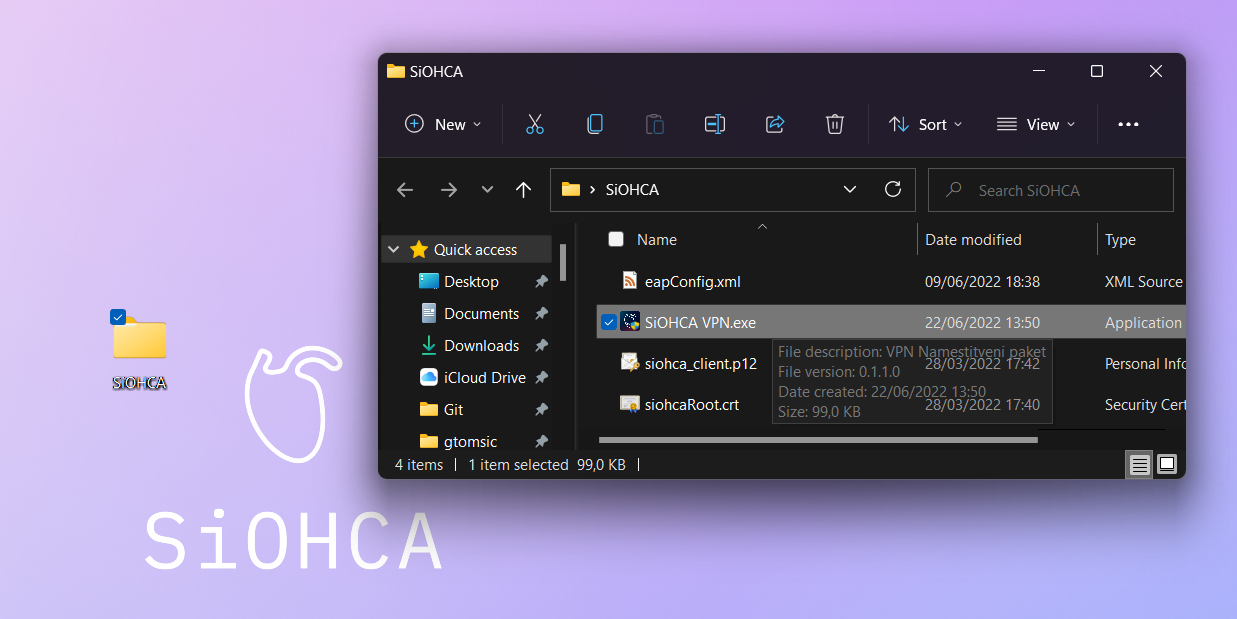 SiOHCA
New
Sort
View
SiOHCA
Search SiOHCA
Name
Date modified
Type
Quick access
Desktop
Documents
Downloads
iCloud Drive
Git
gtomsic
eapConfig.xml 09/06/2022 18:38 XML Source
SiOHCA VPN.exe 22/06/2022 13:50 Application
siohca_client.p12 28/03/2022 17:42 Personal Info
siohcaRoot.crt 28/03/2022 17:40 Security Cert
File description: VPN Namestitveni paket
File version: 0.1.1.0
Date created: 22/06/2022 13:50
Size: 99,0 KB
4 items 1 item selected 99,0 KB
SiOHCA
SiOHCA